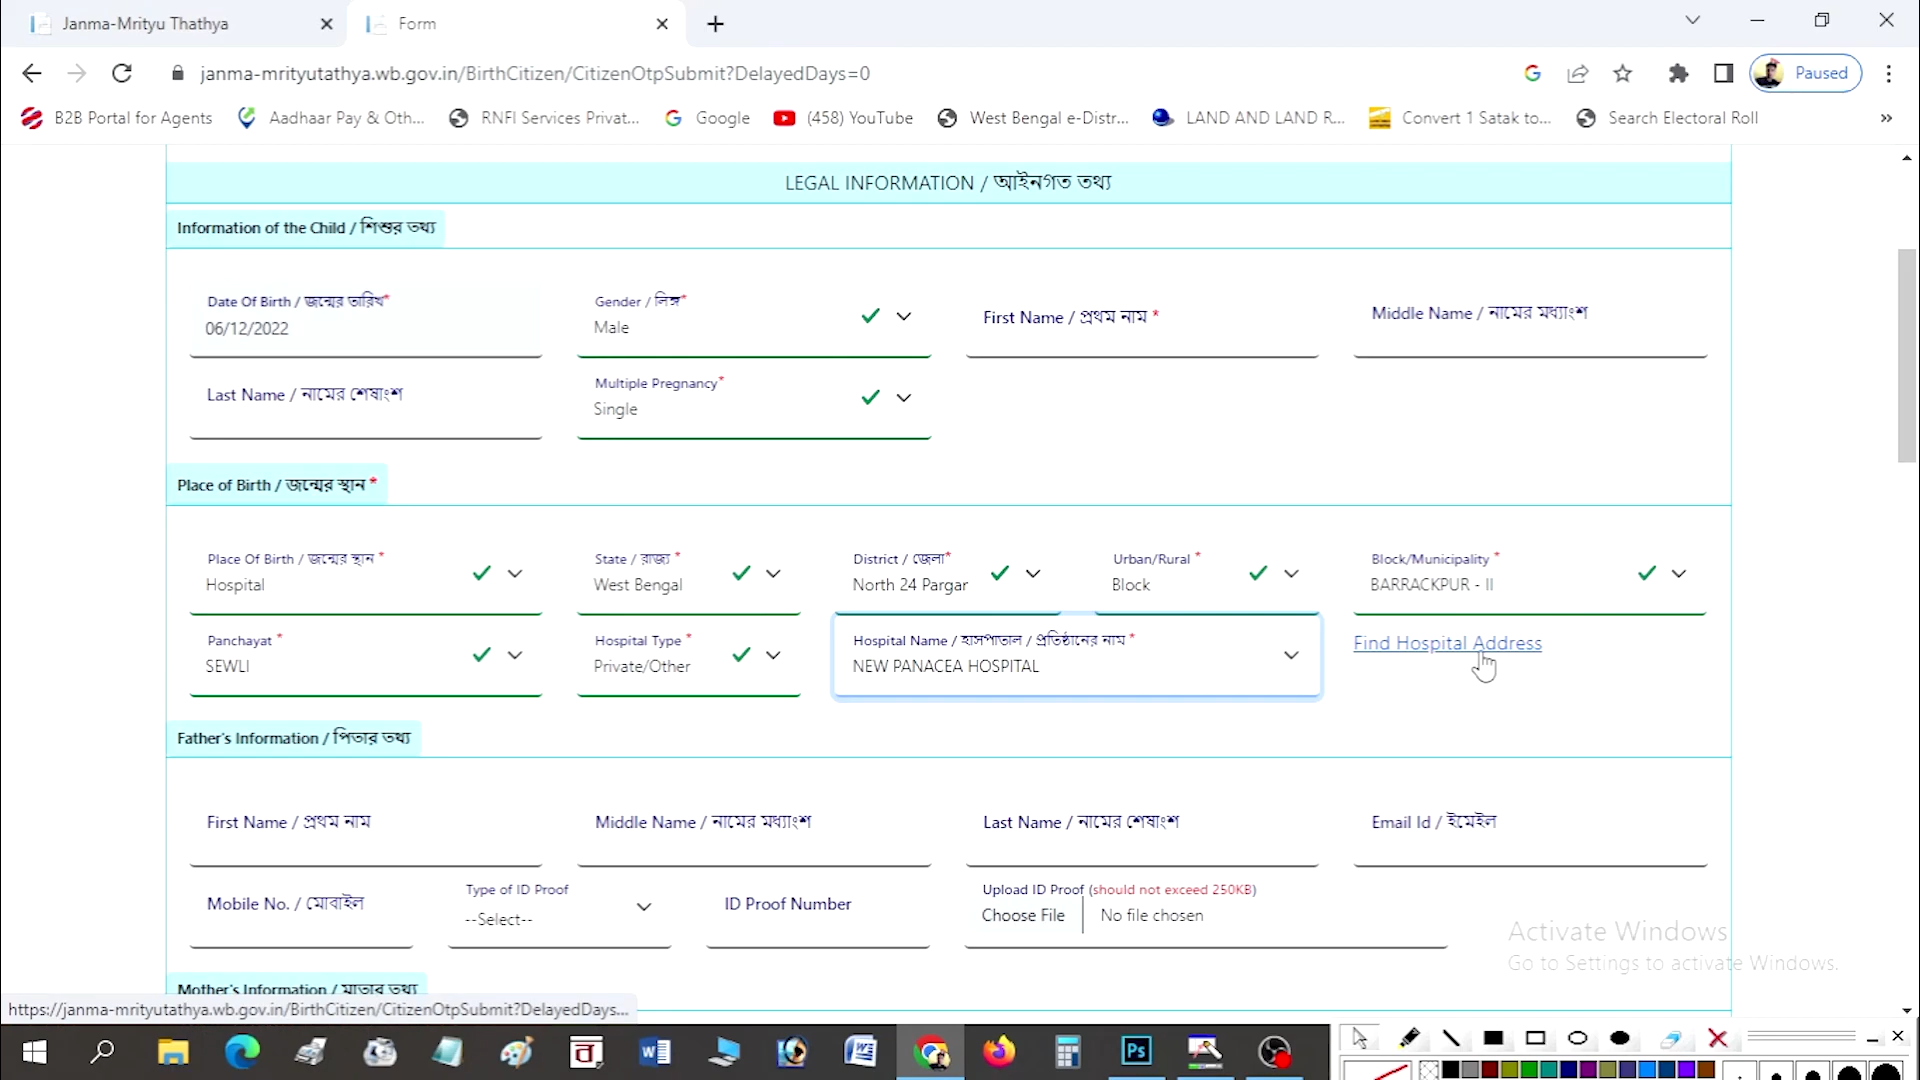 Janma-Mrityu Thathya
Form
janma-mrityutathya.wb.gov.in/BirthCitizen/CitizenOtpSubmit?DelayedDays=0
Paused
B2B Portal for Agents
Aadhaar Pay & Oth...
RNFI Services Privat...
Google
(458) YouTube
West Bengal e-Distr...
LAND AND LAND R...
Convert 1 Satak to...
Search Electoral Roll
»
LEGAL INFORMATION / আইনগত তথ্য
Information of the Child / শিশুর তথ্য
Date Of Birth / জন্মের তারিখ*
06/12/2022
Gender / লিঙ্গ*
Male
First Name / প্রথম নাম *
Middle Name / নামের মধ্যাংশ
Last Name / নামের শেষাংশ
Multiple Pregnancy*
Single
Place of Birth / জন্মের স্থান *
Place Of Birth / জন্মের স্থান *
Hospital
State / রাজ্য *
West Bengal
District / জেলা*
North 24 Pargar
Urban/Rural *
Block
Block/Municipality *
BARRACKPUR - II
Panchayat *
SEWLI
Hospital Type *
Private/Other
Hospital Name / হাসপাতাল / প্রতিষ্ঠানের নাম *
NEW PANACEA HOSPITAL
Find Hospital Address
Father's Information / পিতার তথ্য
First Name / প্রথম নাম
Middle Name / নামের মধ্যাংশ
Last Name / নামের শেষাংশ
Email Id / ইমেইল
Mobile No. / মোবাইল
Type of ID Proof
--Select--
ID Proof Number
Upload ID Proof (should not exceed 250KB)
Choose File
No file chosen
Activate Windows
Go to Settings to activate Windows.
Mother's Information / মাতার তথ্য
https://janma-mrityutathya.wb.gov.in/BirthCitizen/CitizenOtpSubmit?DelayedDays...
Ps